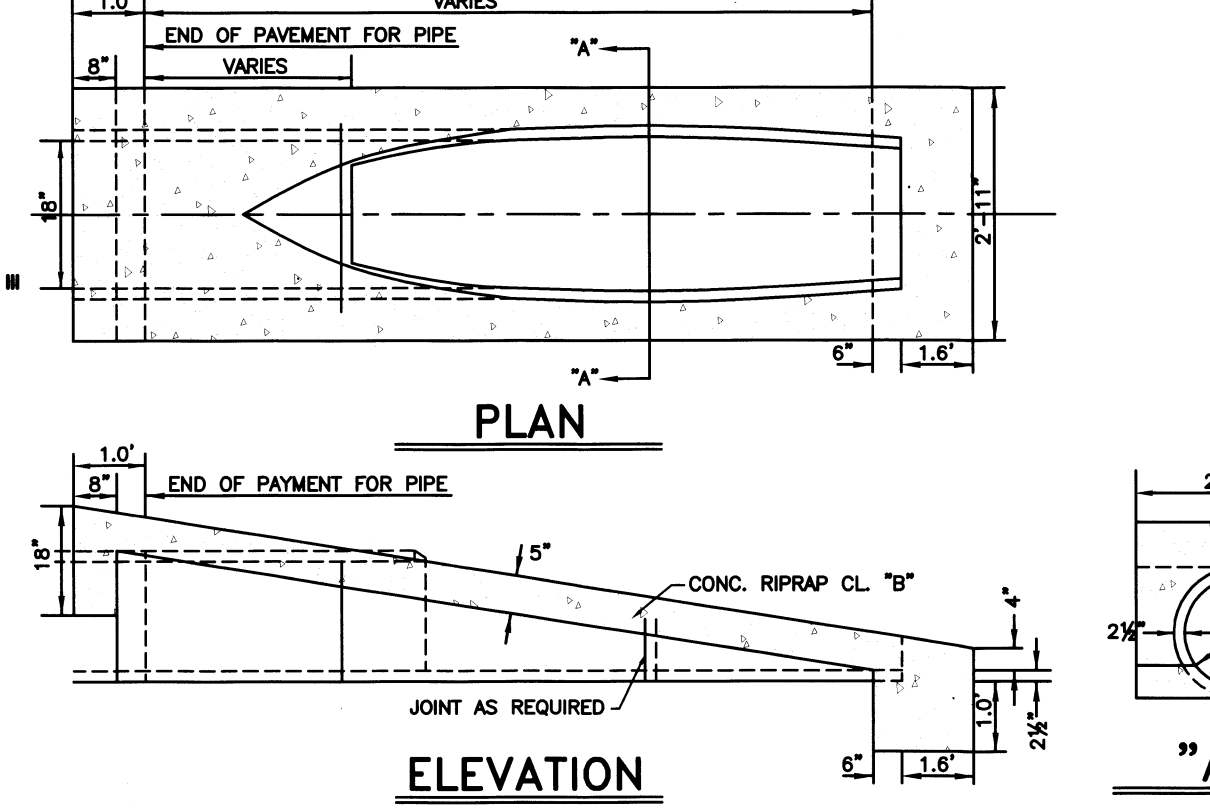 1.0'
VARIES
END OF PAVEMENT FOR PIPE
"A"
8"
VARIES
18"
2'-11"
6"
1.6'
"A"
PLAN
1.0'
8"
END OF PAYMENT FOR PIPE
18"
5"
CONC. RIPRAP CL. "B"
4"
2½"
JOINT AS REQUIRED
1.0'
2½"
ELEVATION
6"
1.6'